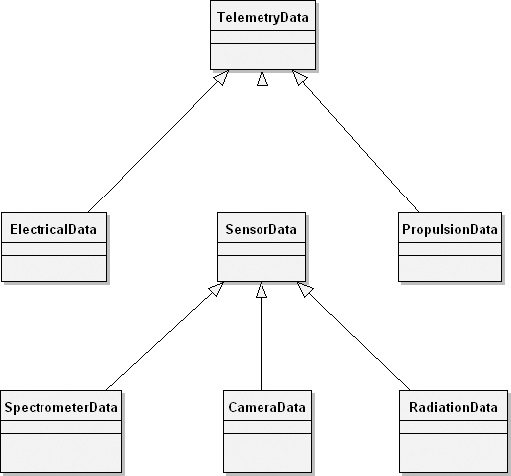 TelemetryData
ElectricalData
SensorData
PropulsionData
SpectrometerData
CameraData
RadiationData